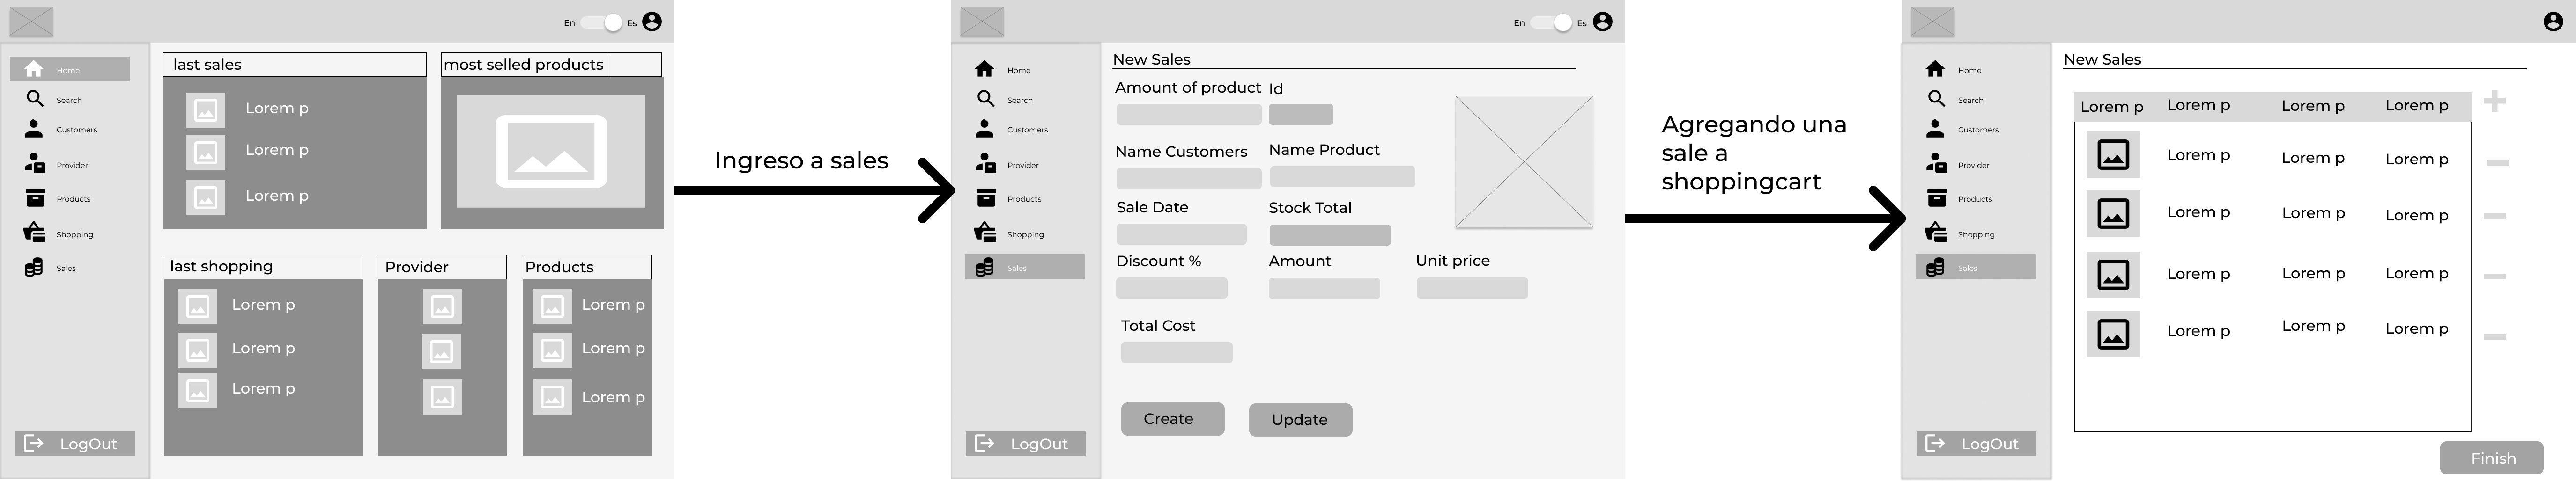 En Es
Home
Search
Customers
Provider
Products
Shopping
Sales
LogOut
last sales
Lorem p
Lorem p
Lorem p
most selled products
last shopping
Lorem p
Lorem p
Lorem p
Provider
Products
Lorem p
Lorem p
Lorem p
Ingreso a sales
En Es
Home
Search
Customers
Provider
Products
Shopping
Sales
LogOut
New Sales
Amount of product Id
Name Customers Name Product
Sale Date Stock Total
Discount % Amount Unit price
Total Cost
Create Update
Agregando una
sale a
shoppingcart
Home
Search
Customers
Provider
Products
Shopping
Sales
LogOut
New Sales
Lorem p Lorem p Lorem p Lorem p
Lorem p Lorem p Lorem p
Lorem p Lorem p Lorem p
Lorem p Lorem p Lorem p
Lorem p Lorem p Lorem p
Finish